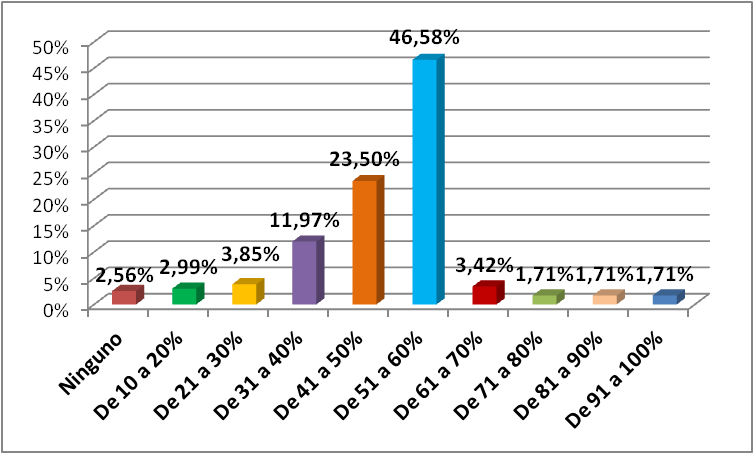 50%
45%
40%
35%
30%
25%
20%
15%
10%
5%
0%
2,56%
2,99%
3,85%
11,97%
23,50%
46,58%
3,42%
1,71%
1,71%
1,71%
Ninguno
De 10 a 20%
De 21 a 30%
De 31 a 40%
De 41 a 50%
De 51 a 60%
De 61 a 70%
De 71 a 80%
De 81 a 90%
De 91 a 100%